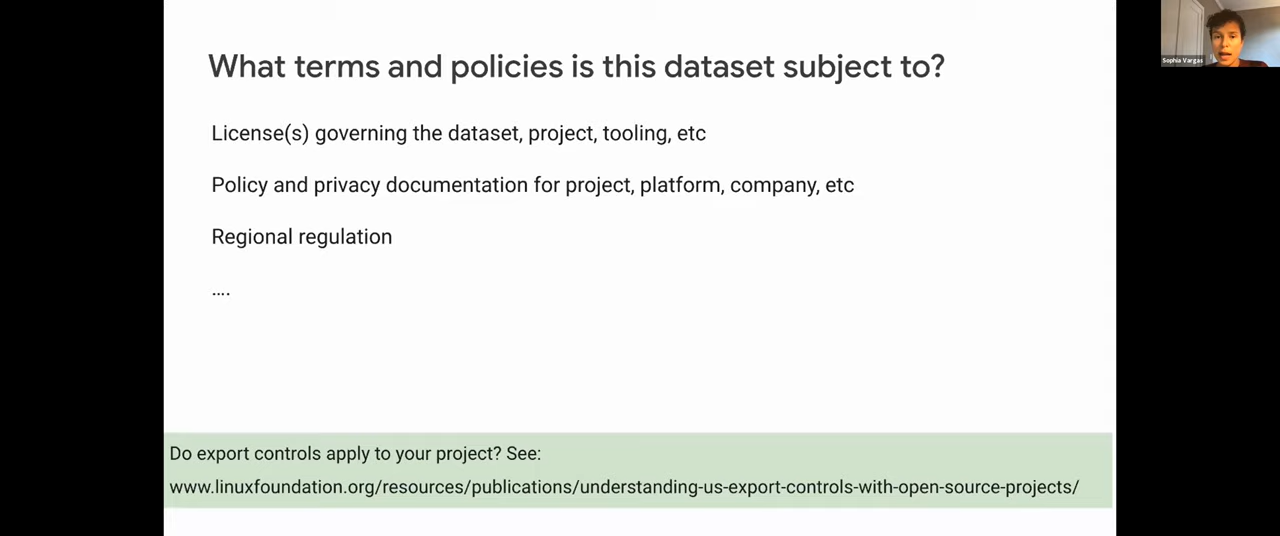 What terms and policies is this dataset subject to?
Sophia Vargas
License(s) governing the dataset, project, tooling, etc
Policy and privacy documentation for project, platform, company, etc
Regional regulation
....
Do export controls apply to your project? See:
www.linuxfoundation.org/resources/publications/understanding-us-export-controls-with-open-source-projects/